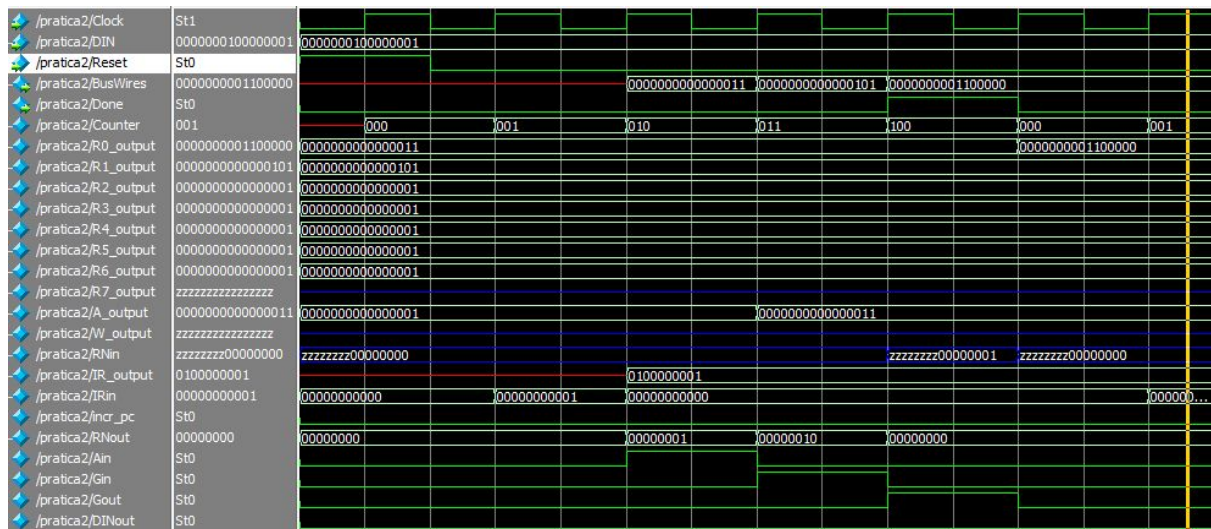 /pratica2/Clock St1
/pratica2/DIN 0000000100000001 0000000100000001
/pratica2/Reset St0
/pratica2/BusWires 0000000001100000 0000000000000011 0000000000000101 0000000001100000
/pratica2/Done St0
/pratica2/Counter 001 000 001 010 011 100 000 001
/pratica2/R0_output 0000000001100000 0000000000000011 0000000001100000
/pratica2/R1_output 0000000000000101 0000000000000101
/pratica2/R2_output 0000000000000001 0000000000000001
/pratica2/R3_output 0000000000000001 0000000000000001
/pratica2/R4_output 0000000000000001 0000000000000001
/pratica2/R5_output 0000000000000001 0000000000000001
/pratica2/R6_output 0000000000000001 0000000000000001
/pratica2/R7_output zzzzzzzzzzzzzzzz
/pratica2/A_output 0000000000000011 0000000000000001 0000000000000011
/pratica2/W_output zzzzzzzzzzzzzzzz
/pratica2/RNin zzzzzzzz00000000 zzzzzzzz00000000 zzzzzzzz00000001 zzzzzzzz00000000
/pratica2/IR_output 0100000001 0100000001
/pratica2/IRin 00000000001 00000000000 00000000001 00000000000 000000...
/pratica2/incr_pc St0
/pratica2/RNout 00000000 00000000 00000001 00000010 00000000
/pratica2/Ain St0
/pratica2/Gin St0
/pratica2/Gout St0
/pratica2/DINout St0